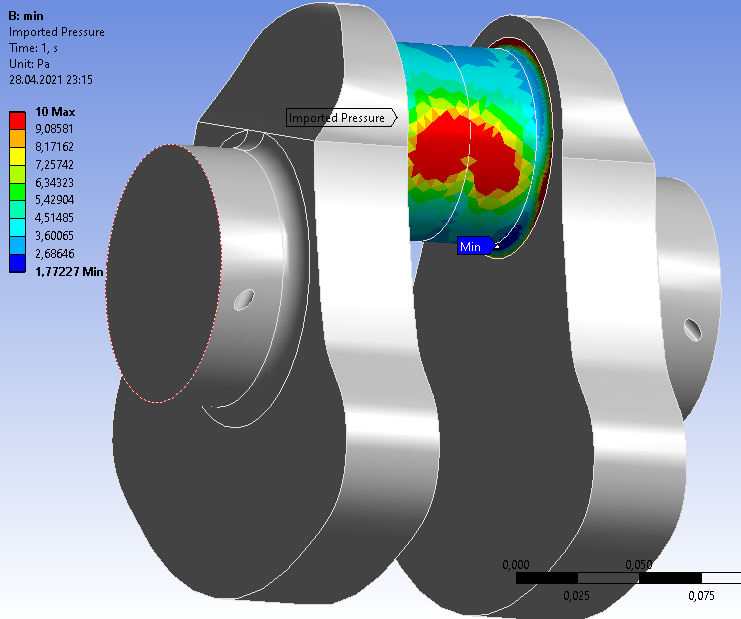 B: min
Imported Pressure
Time: 1, s
Unit: Pa
28.04.2021 23:15
10 Max
9,08581
8,17162
7,25742
6,34323
5,42904
4,51485
3,60065
2,68646
1,77227 Min
Imported Pressure
Min
0,000
0,050
0,025
0,075